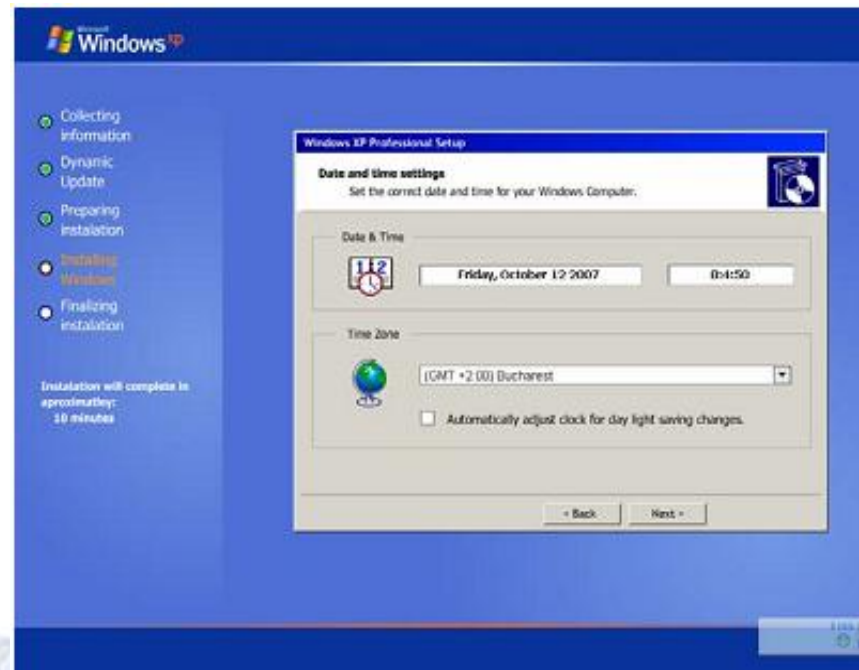 Microsoft
Windows xp
Collecting
information
Dynamic
Update
Preparing
instalation
Installing
Windows
Finalizing
instalation
Instalation will complete in
aproximatley:
10 minutes
Windows XP Professional Setup
Date and time settings
Set the correct date and time for your Windows Computer.
Date & Time
Friday, October 12 2007 0:4:50
Time Zone
(GMT +2:00) Bucharest
Automatically adjust clock for day light saving changes.
< Back Next >